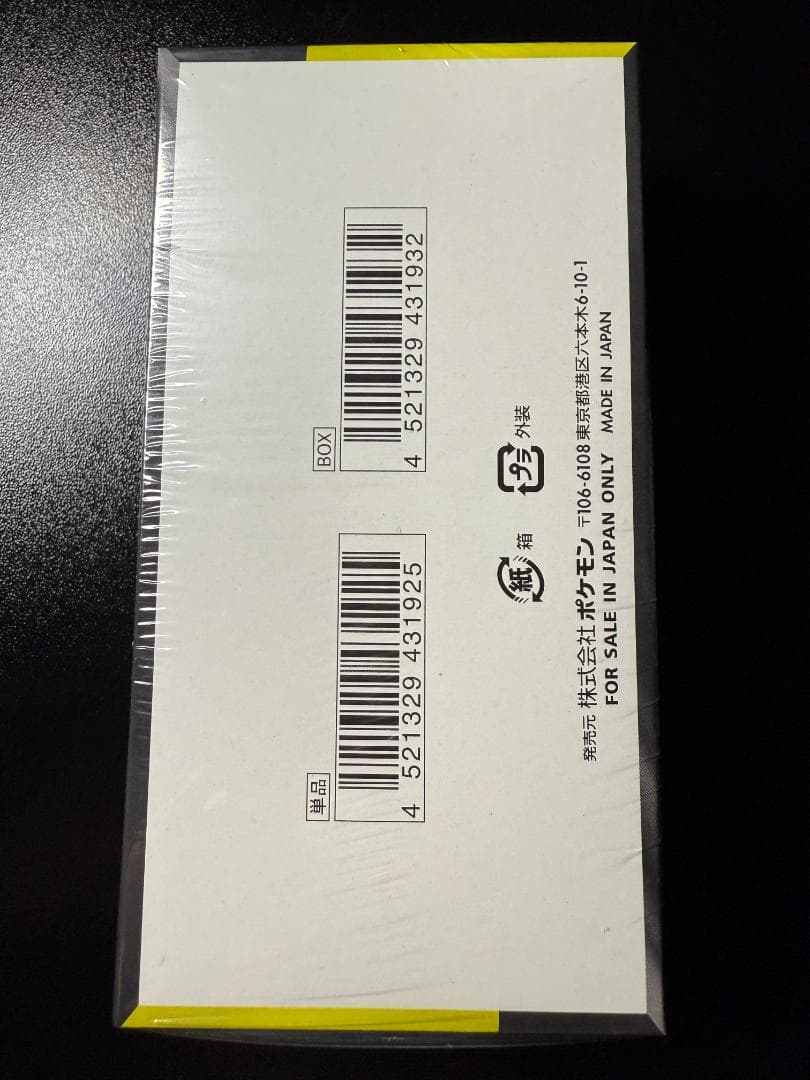 BOX
4 521329 431932
単品
4 521329 431925
プラ 外装
紙 箱
発売元 株式会社 ポケモン 〒106-6108 東京都港区六本木6-10-1
FOR SALE IN JAPAN ONLY MADE IN JAPAN